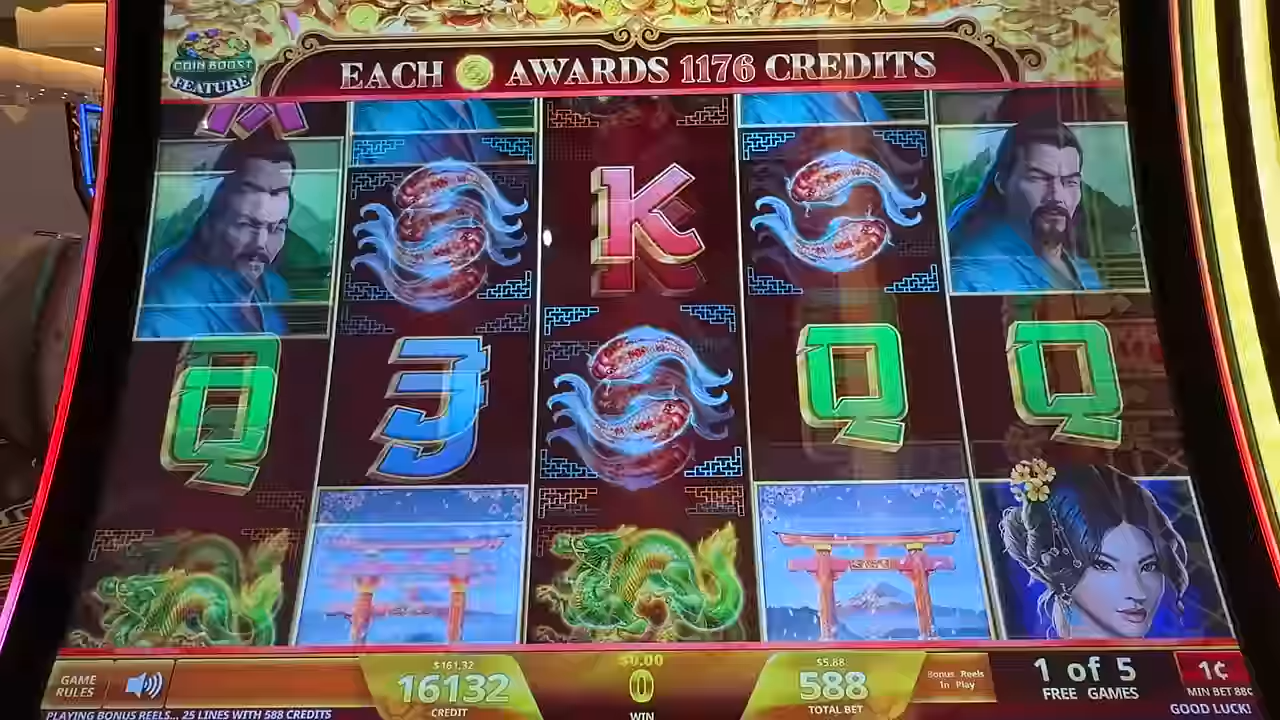 COIN BOOST
FEATURE
EACH AWARDS 1176 CREDITS
K
Q
J
Q
Q
GAME
RULES
$161.32
16132
CREDIT
$0.00
0
WIN
$5.88
588
TOTAL BET
Bonus Reels
In Play
1 of 5
FREE GAMES
1¢
MIN BET 88¢
GOOD LUCK!
PLAYING BONUS REELS... 25 LINES WITH 588 CREDITS